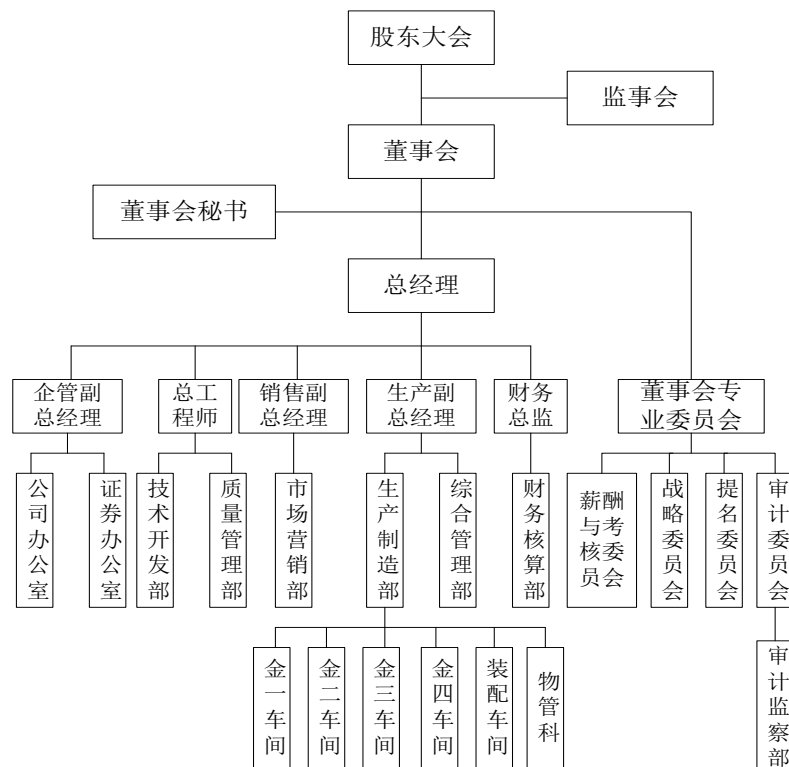 股东大会
监事会
董事会
董事会秘书
总经理
企管副
总经理
总工
程师
销售副
总经理
生产副
总经理
财务
总监
董事会专
业委员会
公司办公室
证券办公室
技术开发部
质量管理部
市场营销部
生产制造部
综合管理部
财务核算部
薪酬
与考
核委
员会
战略委员会
提名委员会
审计委员会
金一车间
金二车间
金三车间
金四车间
装配车间
物管科
审计监察部